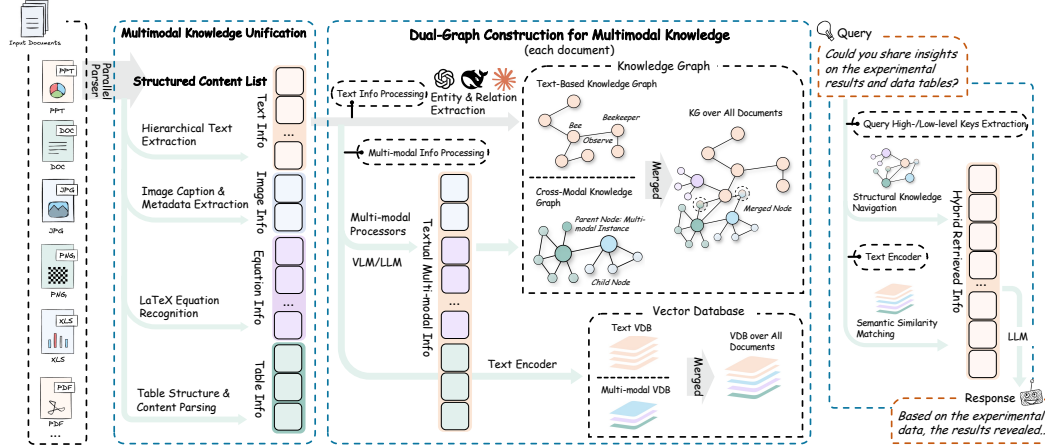 Input Documents
PPT
PPT
DOC
DOC
JPG
JPG
PNG
PNG
XLS
XLS
PDF
PDF
...
Parallel
Parser
Multimodal Knowledge Unification
Structured Content List
Hierarchical Text
Extraction
Image Caption &
Metadata Extraction
LaTeX Equation
Recognition
Table Structure &
Content Parsing
Text Info
...
Image Info
Equation Info
...
Table Info
Dual-Graph Construction for Multimodal Knowledge
(each document)
Text Info Processing
Entity & Relation
Extraction
Multi-modal Info Processing
Multi-modal
Processors
VLM/LLM
Textual Multi-modal Info
...
Text Encoder
Knowledge Graph
Text-Based Knowledge Graph
Bee
Beekeeper
Observe
Cross-Modal Knowledge
Graph
Parent Node: Multi-
modal Instance
Child Node
Merged
KG over All Documents
Merged Node
Vector Database
Text VDB
Multi-modal VDB
Merged
VDB over All
Documents
Query
Could you share insights
on the experimental
results and data tables?
Query High-/Low-level Keys Extraction
Structural Knowledge
Navigation
Text Encoder
Semantic Similarity
Matching
Hybrid Retrieved Info
...
LLM
Response
Based on the experimental
data, the results revealed..